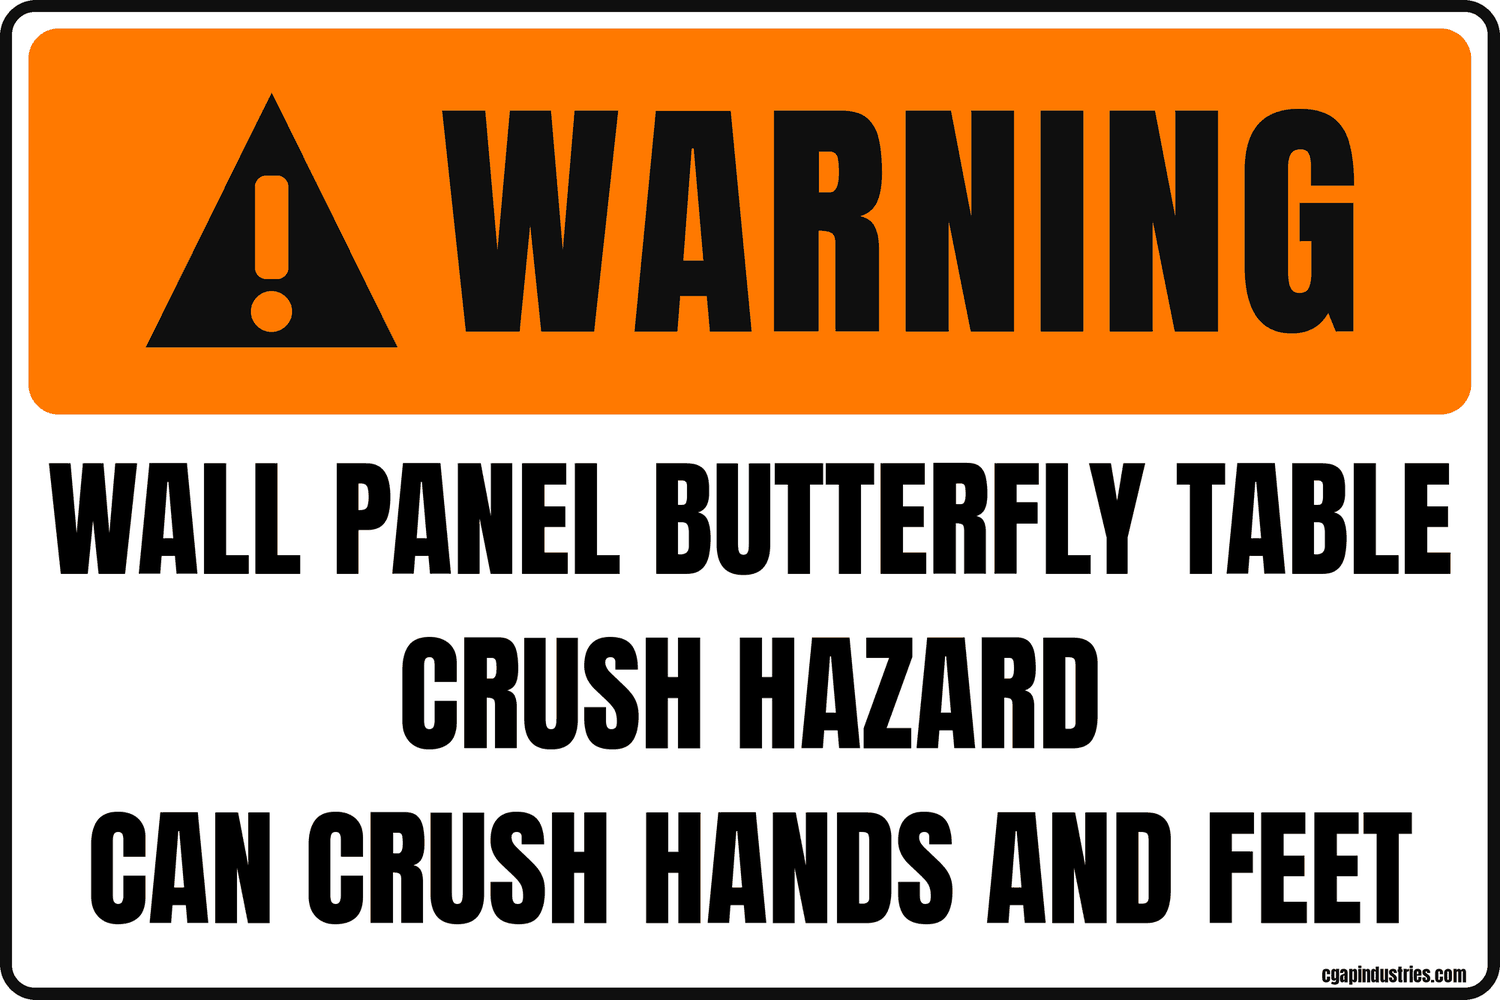 WARNING
WALL PANEL BUTTERFLY TABLE
CRUSH HAZARD
CAN CRUSH HANDS AND FEET
cgapindustries.com